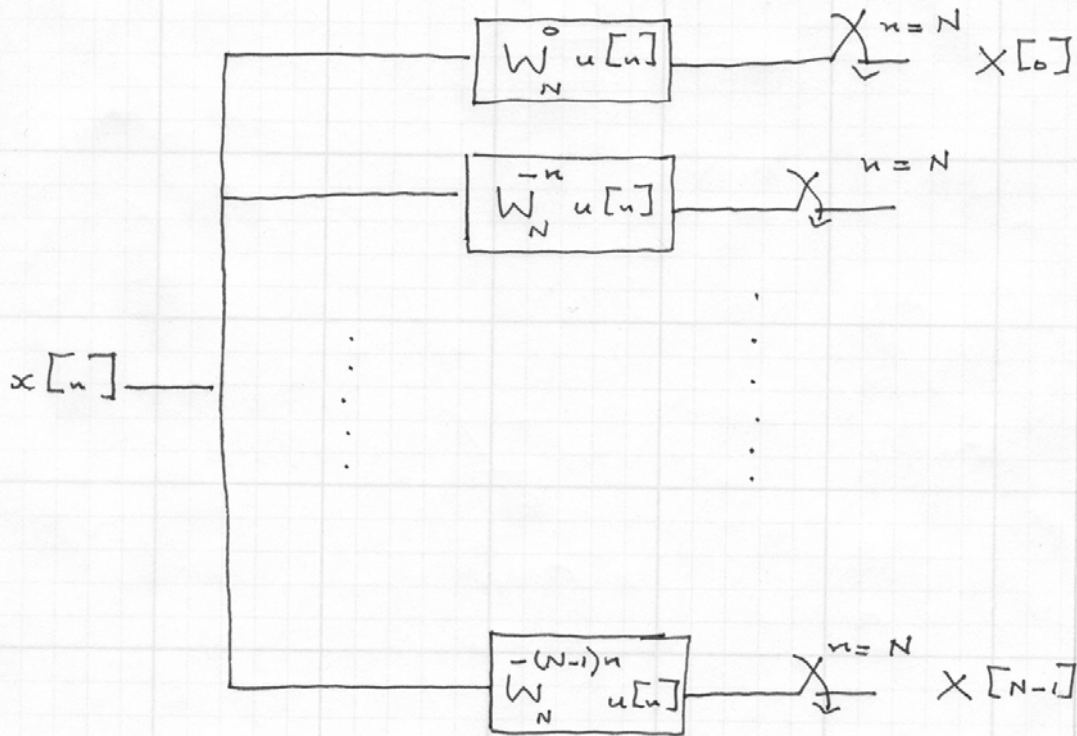 W_N^0 u[n] n = N X[0]
W_N^{-n} u[n] n = N
x[n]
W_N^{-(N-1)n} u[n] n = N X[N-1]